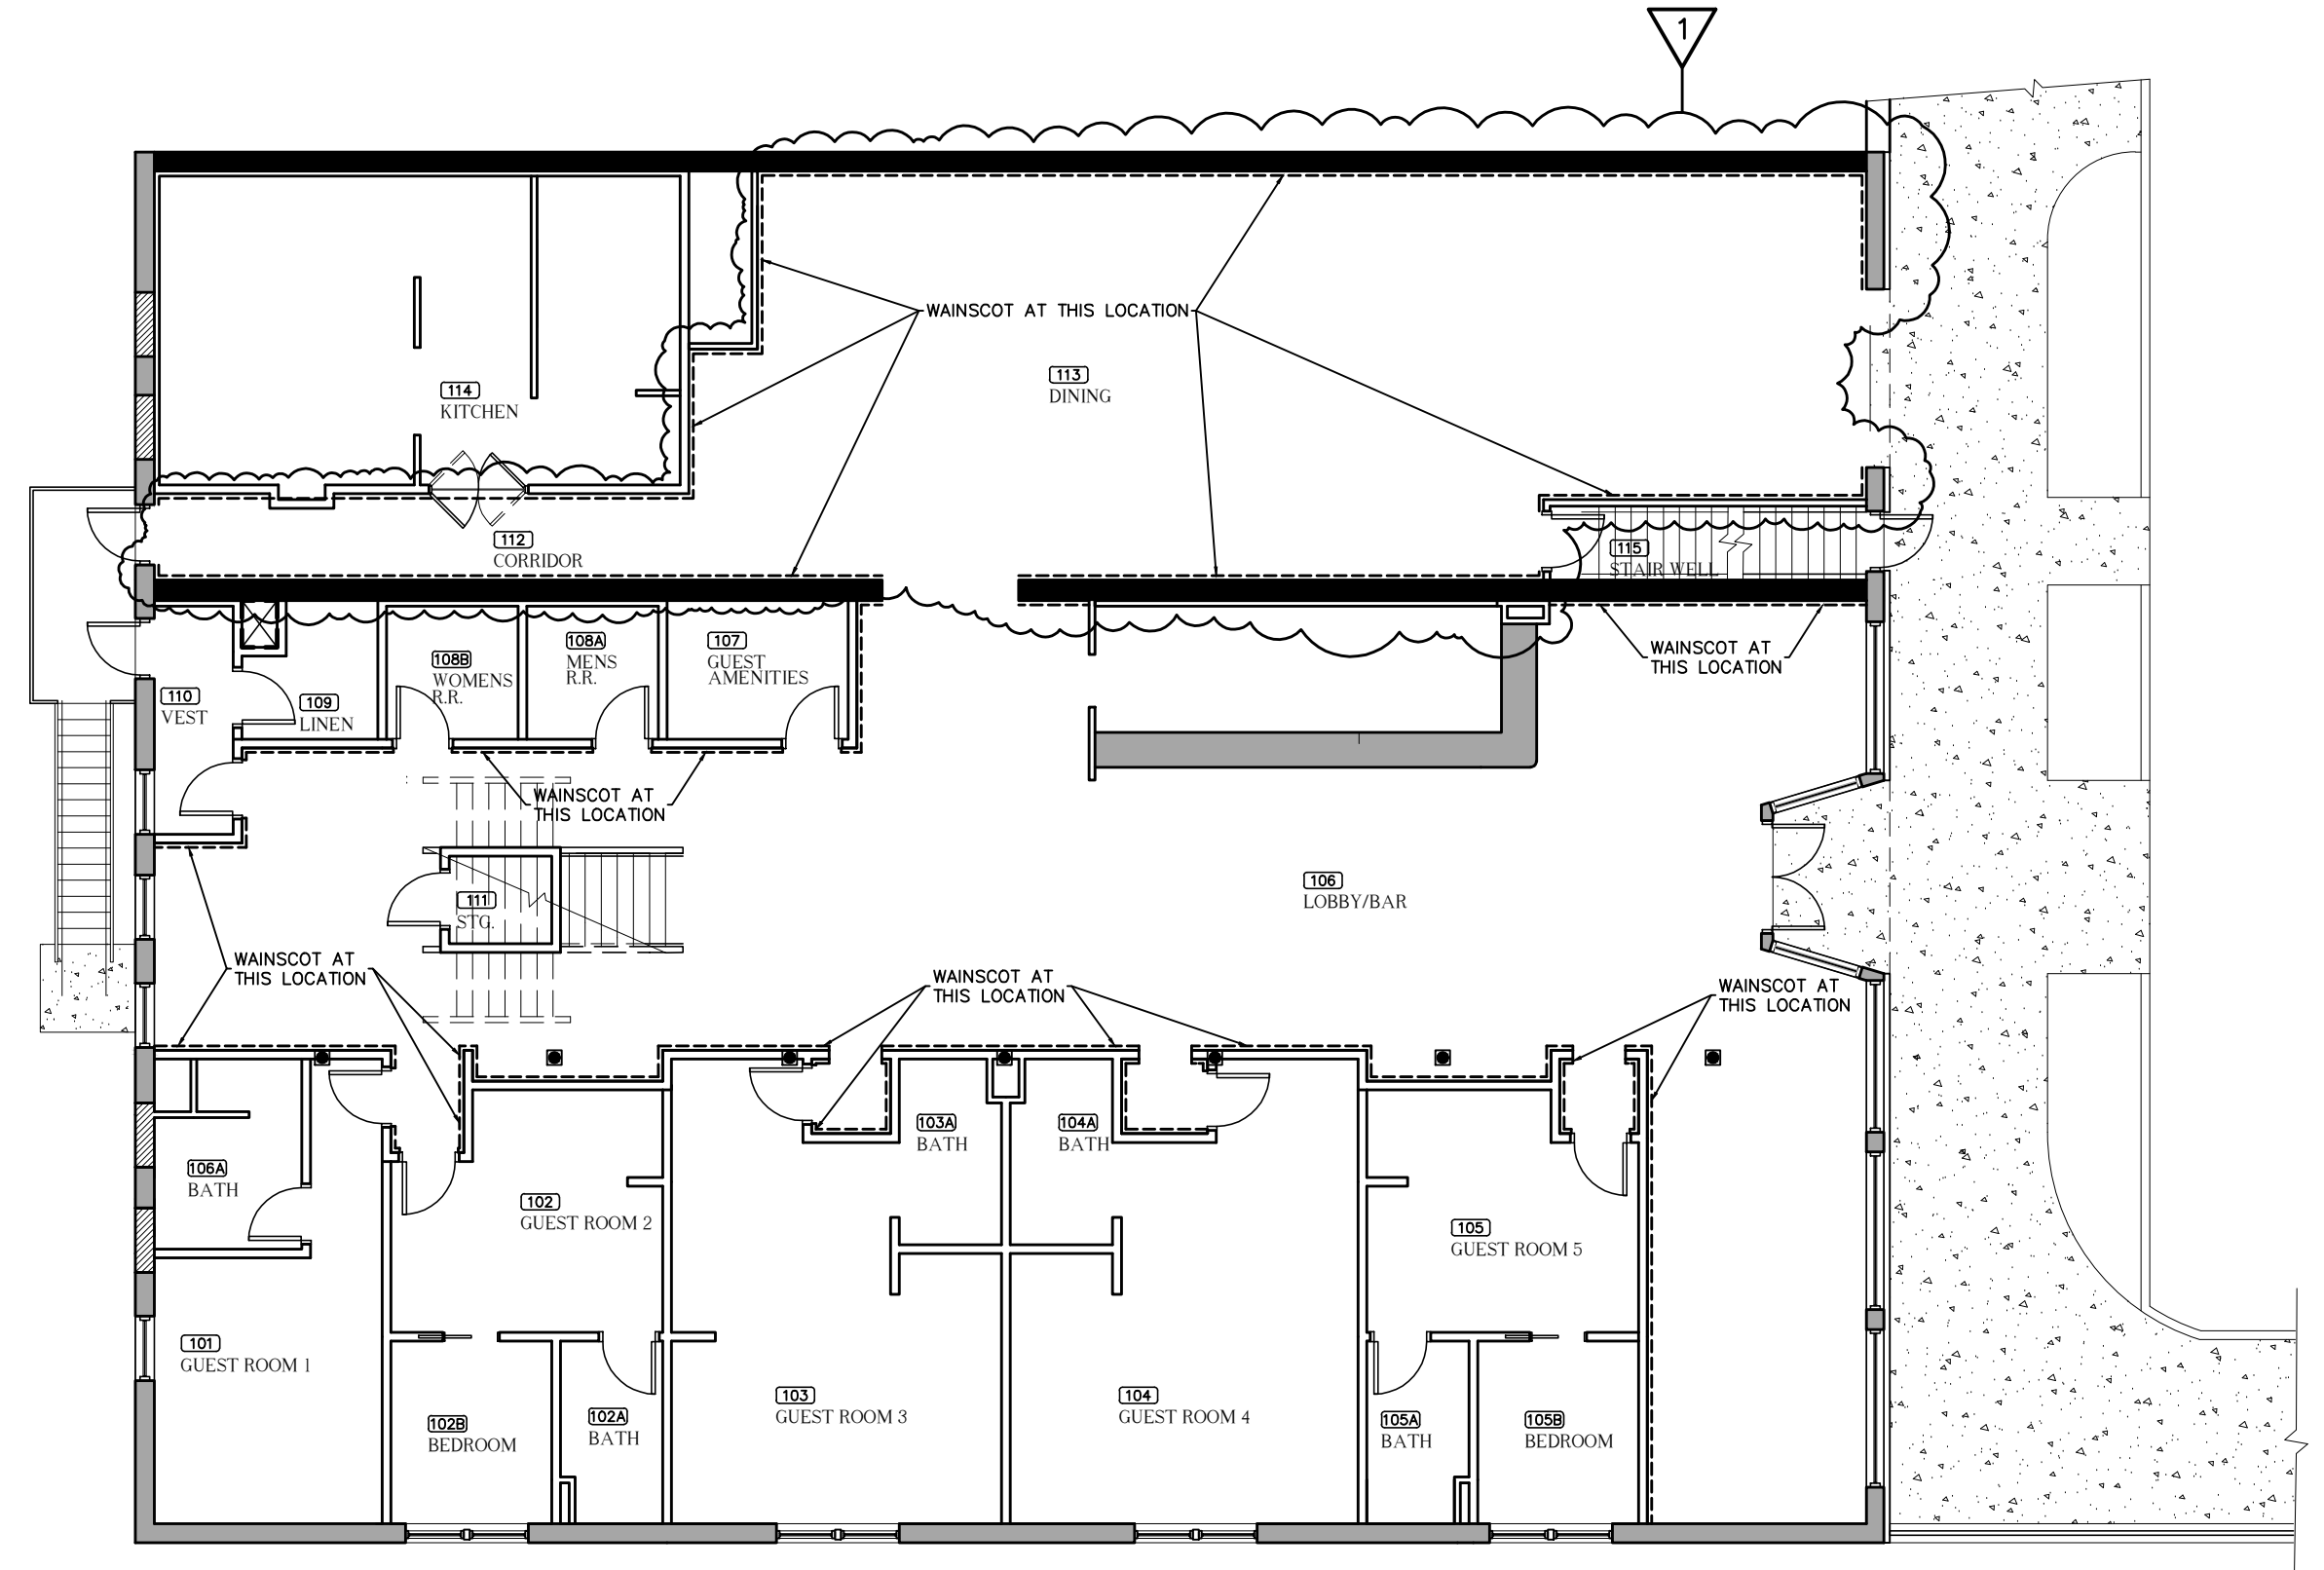 1
WAINSCOT AT THIS LOCATION
113
DINING
114
KITCHEN
112
CORRIDOR
115
STAIR WELL
108B
WOMENS
R.R.
108A
MENS
R.R.
107
GUEST
AMENITIES
WAINSCOT AT
THIS LOCATION
110
VEST
109
LINEN
WAINSCOT AT
THIS LOCATION
111
STG.
106
LOBBY/BAR
WAINSCOT AT
THIS LOCATION
WAINSCOT AT
THIS LOCATION
WAINSCOT AT
THIS LOCATION
103A
BATH
104A
BATH
106A
BATH
102
GUEST ROOM 2
105
GUEST ROOM 5
101
GUEST ROOM 1
103
GUEST ROOM 3
104
GUEST ROOM 4
102B
BEDROOM
102A
BATH
105A
BATH
105B
BEDROOM